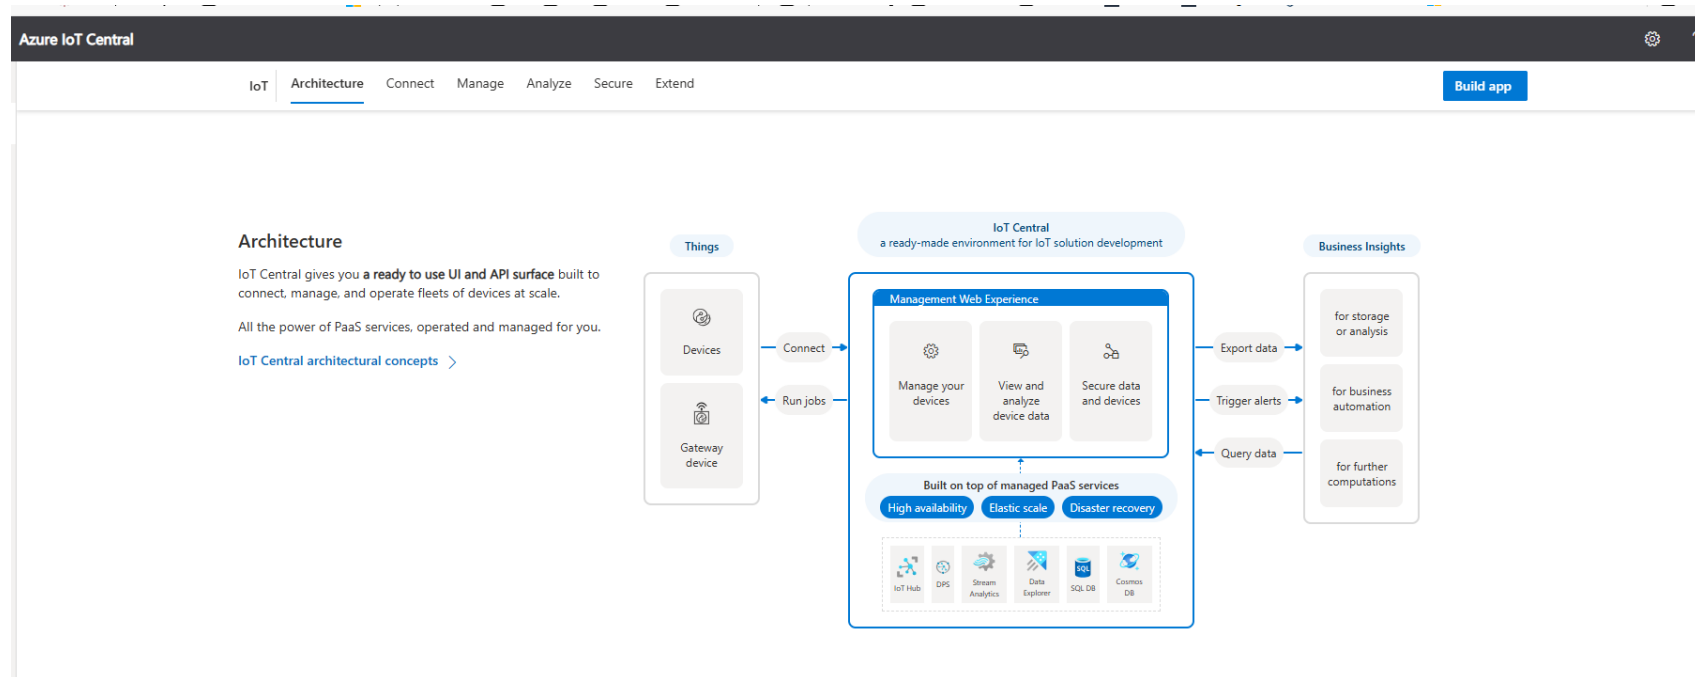 Azure IoT Central
IoT
Architecture
Connect
Manage
Analyze
Secure
Extend
Build app
Architecture
IoT Central gives you a ready to use UI and API surface built to
connect, manage, and operate fleets of devices at scale.
All the power of PaaS services, operated and managed for you.
IoT Central architectural concepts
Things
Devices
Gateway
device
Connect
Run jobs
IoT Central
a ready-made environment for IoT solution development
Management Web Experience
Manage your
devices
View and
analyze
device data
Secure data
and devices
Built on top of managed PaaS services
High availability
Elastic scale
Disaster recovery
IoT Hub
DPS
Stream
Analytics
Data
Explorer
SQL
SQL DB
Cosmos
DB
Export data
Trigger alerts
Query data
Business Insights
for storage
or analysis
for business
automation
for further
computations